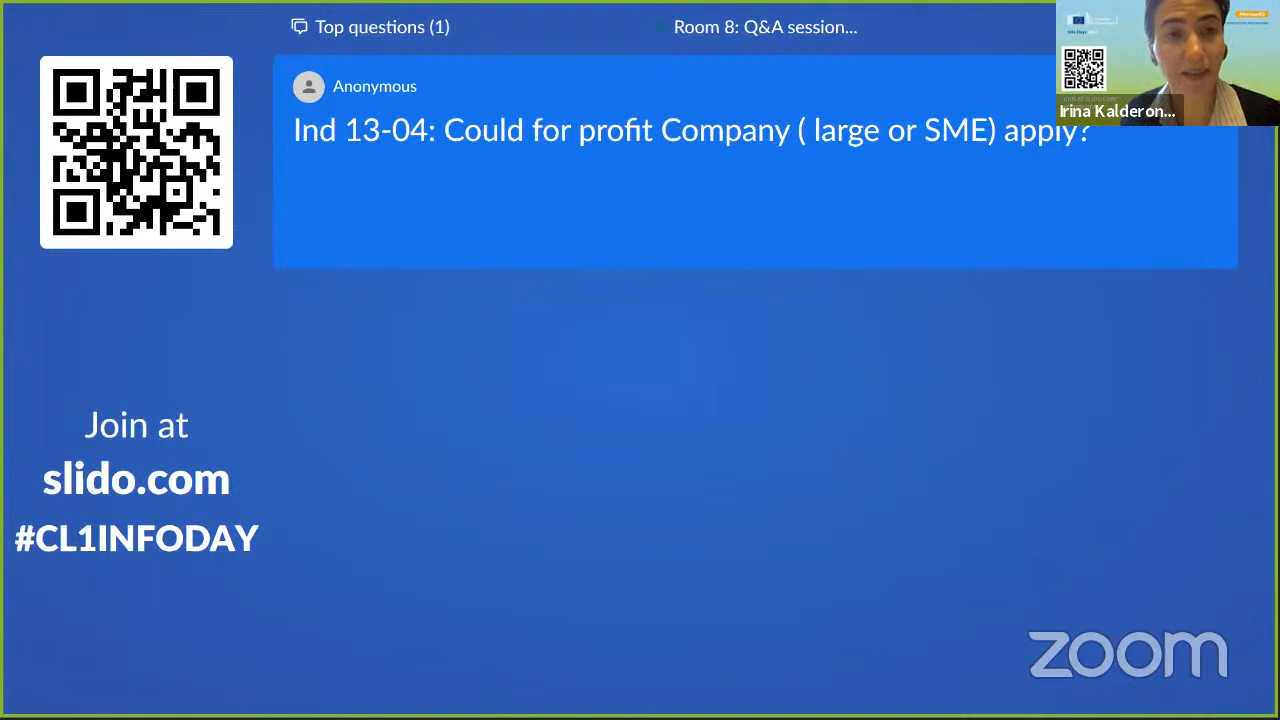 Top questions (1)
Room 8: Q&A session...
Anonymous
Ind 13-04: Could for profit Company ( large or SME) apply?
Irina Kalderon...
Join at
slido.com
#CL1INFODAY
zoom